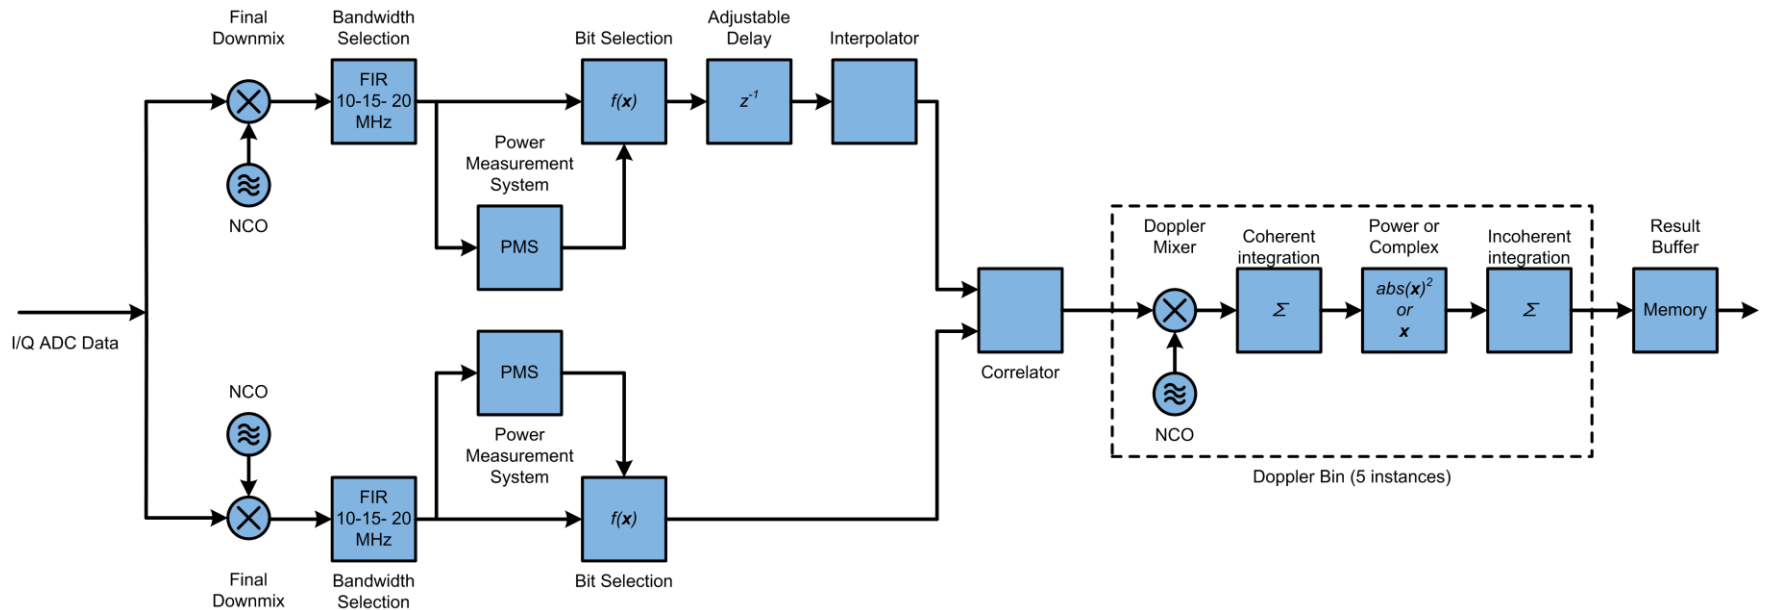 Final
Downmix
Bandwidth
Selection
Bit Selection
Adjustable
Delay
Interpolator
FIR
10-15- 20
MHz
f(x)
z-1
NCO
Power
Measurement
System
PMS
I/Q ADC Data
NCO
PMS
Power
Measurement
System
FIR
10-15- 20
MHz
f(x)
Final
Downmix
Bandwidth
Selection
Bit Selection
Correlator
Doppler
Mixer
Coherent
integration
Power or
Complex
Incoherent
integration
Result
Buffer
Σ
abs(x)2
or
x
Σ
Memory
NCO
Doppler Bin (5 instances)